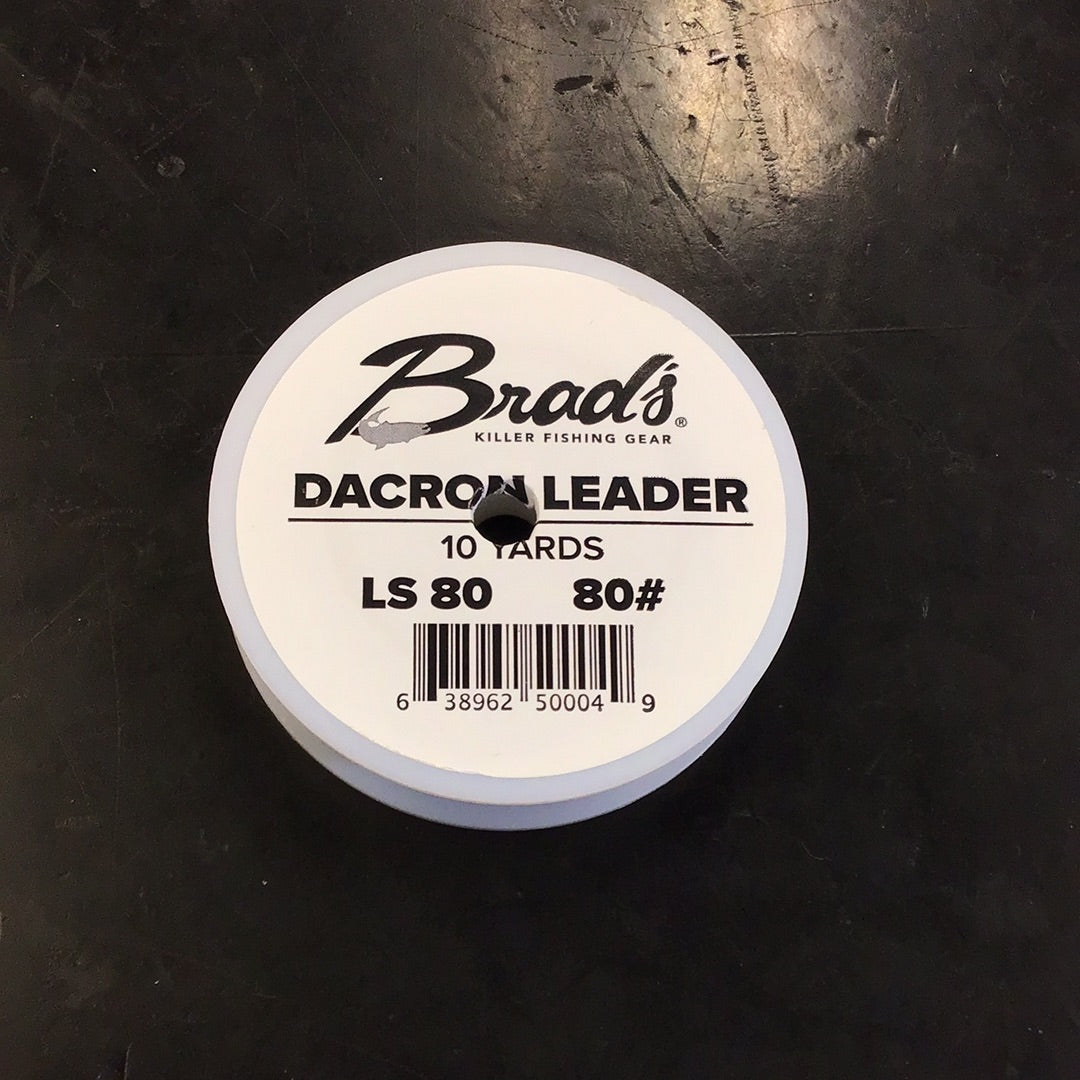 Brad's®
KILLER FISHING GEAR
DACRON LEADER
10 YARDS
LS 80 80#
6 38962 50004 9